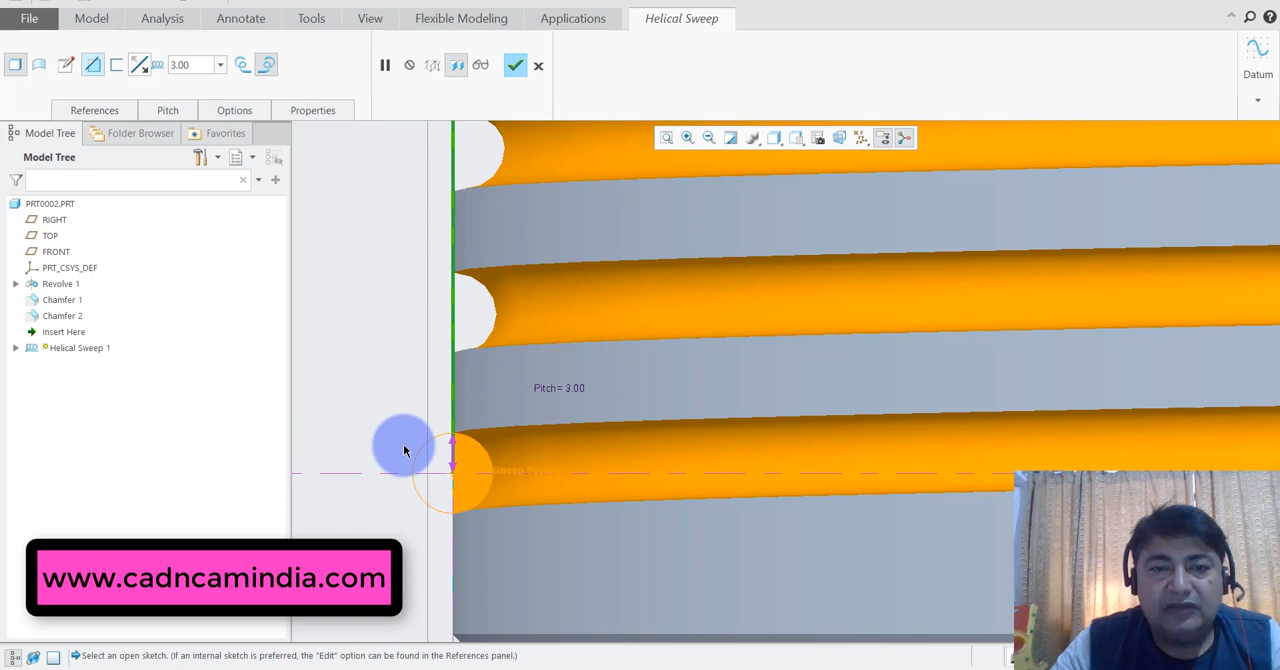 File Model Analysis Annotate Tools View Flexible Modeling Applications Helical Sweep
3.00
Datum
References Pitch Options Properties
Model Tree Folder Browser Favorites
Model Tree
PRT0002.PRT
RIGHT
TOP
FRONT
PRT_CSYS_DEF
Revolve 1
Chamfer 1
Chamfer 2
Insert Here
Helical Sweep 1
Pitch= 3.00
www.cadncamindia.com
Select an open sketch. (If an internal sketch is preferred, the "Edit" option can be found in the References panel.)